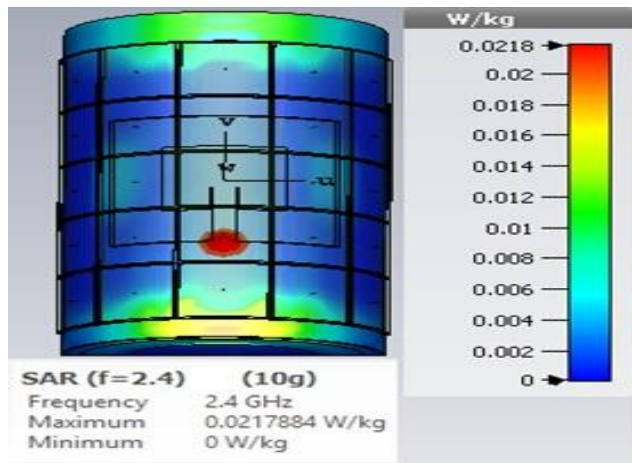 W/kg
0.0218
0.02
0.018
0.016
0.014
0.012
0.01
0.008
0.006
0.004
0.002
0
v
w
u
SAR (f=2.4) (10g)
Frequency 2.4 GHz
Maximum 0.0217884 W/kg
Minimum 0 W/kg